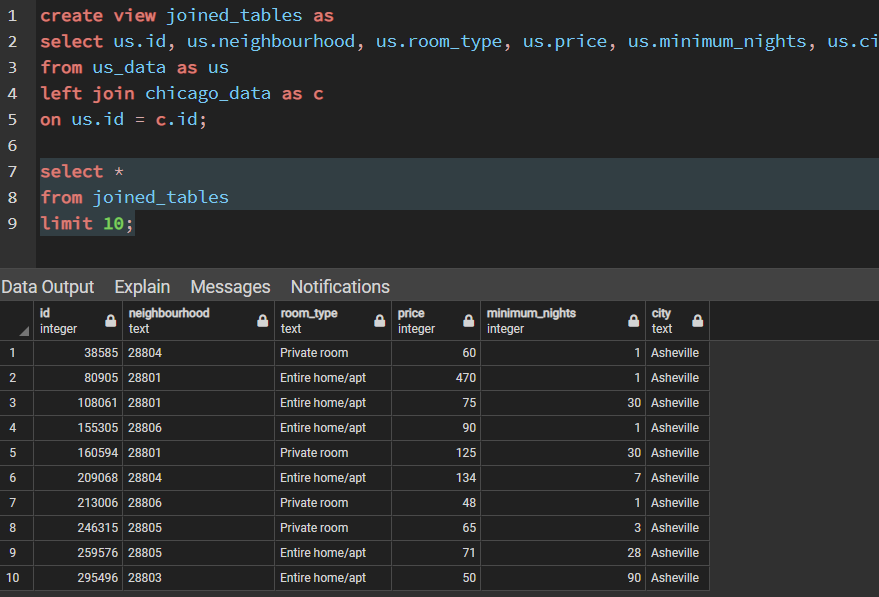 1 create view joined_tables as
2 select us.id, us.neighbourhood, us.room_type, us.price, us.minimum_nights, us.ci
3 from us_data as us
4 left join chicago_data as c
5 on us.id = c.id;
6
7 select *
8 from joined_tables
9 limit 10;
Data Output Explain Messages Notifications
id neighbourhood room_type price minimum_nights city
integer text text integer integer text
1 38585 28804 Private room 60 1 Asheville
2 80905 28801 Entire home/apt 470 1 Asheville
3 108061 28801 Entire home/apt 75 30 Asheville
4 155305 28806 Entire home/apt 90 1 Asheville
5 160594 28801 Private room 125 30 Asheville
6 209068 28804 Entire home/apt 134 7 Asheville
7 213006 28806 Private room 48 1 Asheville
8 246315 28805 Private room 65 3 Asheville
9 259576 28805 Entire home/apt 71 28 Asheville
10 295496 28803 Entire home/apt 50 90 Asheville